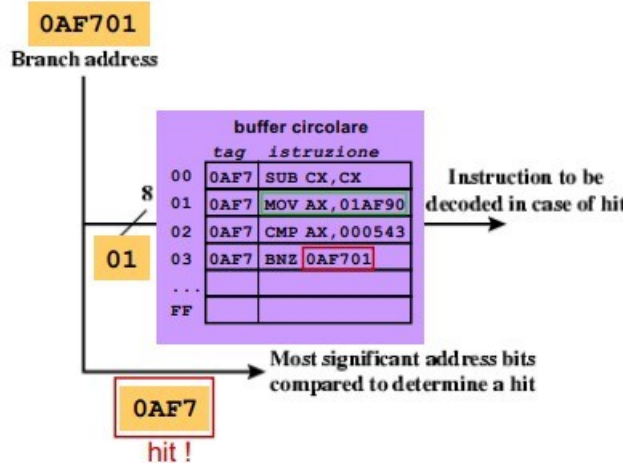 0AF701
Branch address
buffer circolare
tag istruzione
00 0AF7 SUB CX,CX
01 0AF7 MOV AX,01AF90
02 0AF7 CMP AX,000543
03 0AF7 BNZ 0AF701
...
FF
8
01
Instruction to be
decoded in case of hit
Most significant address bits
compared to determine a hit
0AF7
hit !